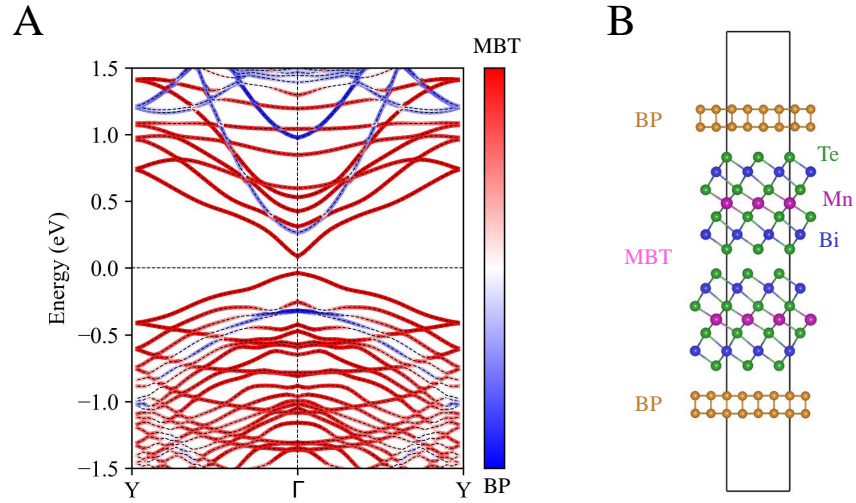 A
B
MBT
BP
Energy (eV)
1.5
1.0
0.5
0.0
−0.5
−1.0
−1.5
Y
Γ
Y
BP
Te
Mn
Bi
MBT
BP